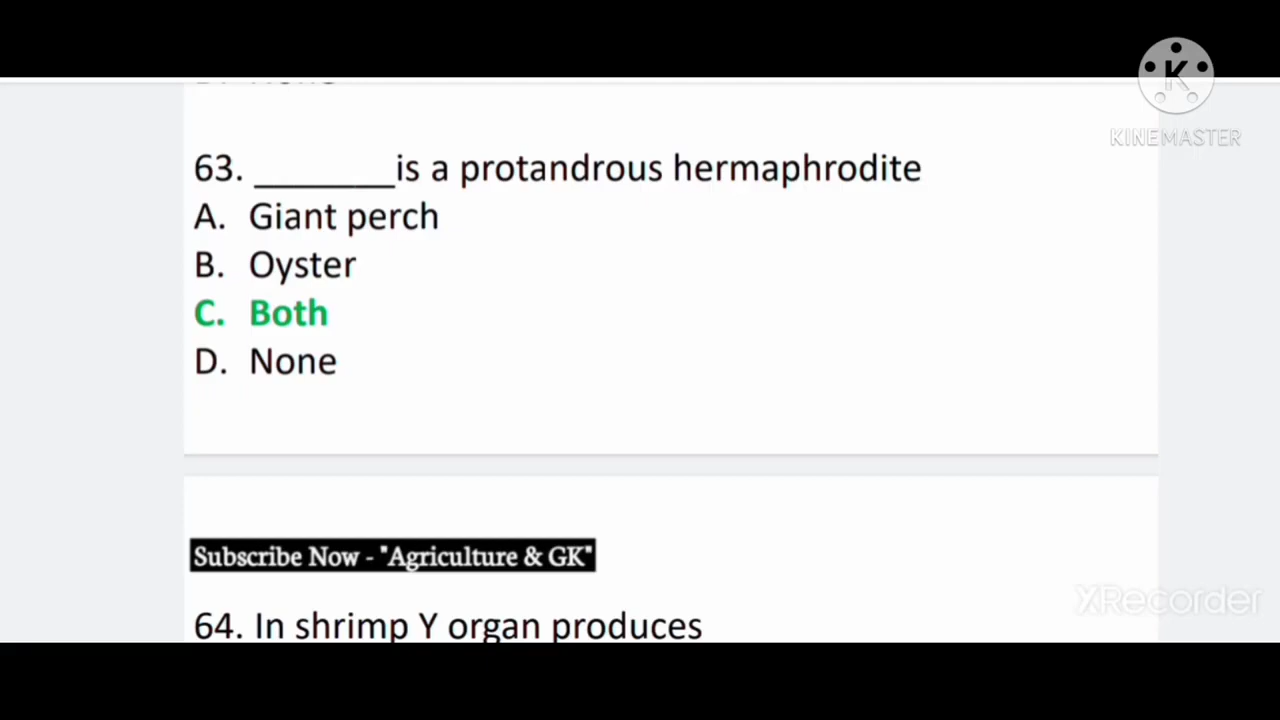 K
KINEMASTER
63. ________is a protandrous hermaphrodite
A. Giant perch
B. Oyster
C. Both
D. None
Subscribe Now - "Agriculture & GK"
64. In shrimp Y organ produces
XRecorder